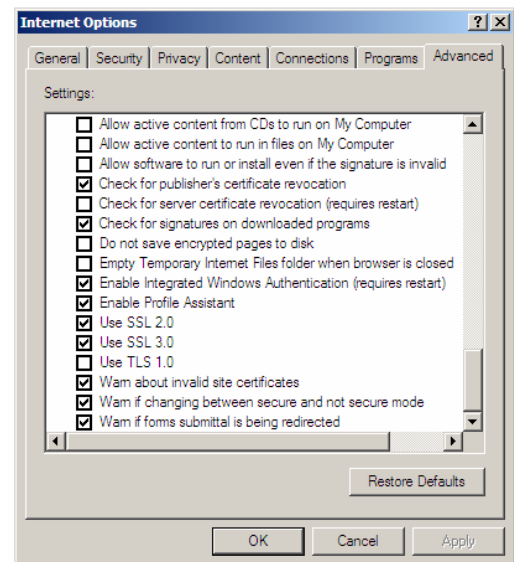 Internet Options
General Security Privacy Content Connections Programs Advanced
Settings:
Allow active content from CDs to run on My Computer
Allow active content to run in files on My Computer
Allow software to run or install even if the signature is invalid
Check for publisher's certificate revocation
Check for server certificate revocation (requires restart)
Check for signatures on downloaded programs
Do not save encrypted pages to disk
Empty Temporary Internet Files folder when browser is closed
Enable Integrated Windows Authentication (requires restart)
Enable Profile Assistant
Use SSL 2.0
Use SSL 3.0
Use TLS 1.0
Warn about invalid site certificates
Warn if changing between secure and not secure mode
Warn if forms submittal is being redirected
Restore Defaults
OK Cancel Apply